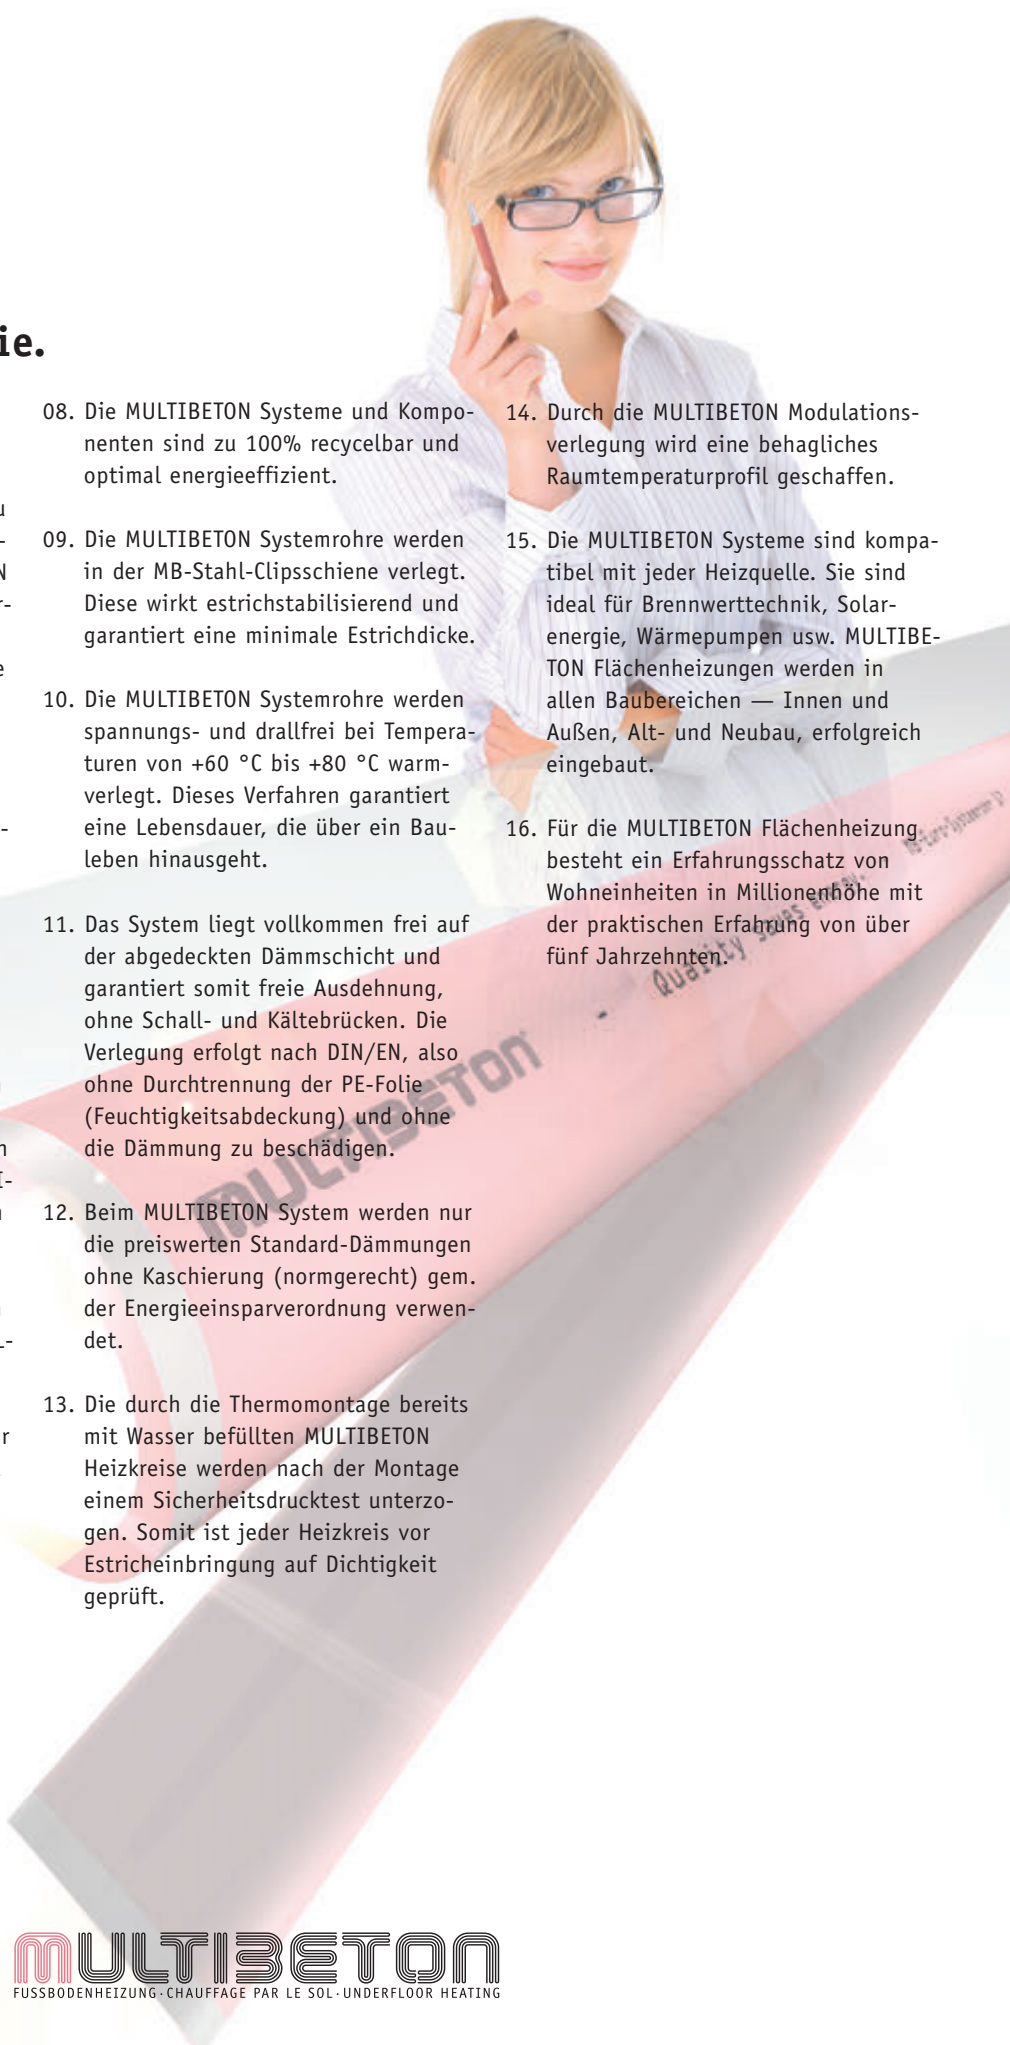 ie.
08. Die MULTIBETON Systeme und Kompo-
nenten sind zu 100% recycelbar und
optimal energieeffizient.
09. Die MULTIBETON Systemrohre werden
in der MB-Stahl-Clipsschiene verlegt.
Diese wirkt estrichstabilisierend und
garantiert eine minimale Estrichdicke.
10. Die MULTIBETON Systemrohre werden
spannungs- und drallfrei bei Tempera-
turen von +60 °C bis +80 °C warm-
verlegt. Dieses Verfahren garantiert
eine Lebensdauer, die über ein Bau-
leben hinausgeht.
11. Das System liegt vollkommen frei auf
der abgedeckten Dämmschicht und
garantiert somit freie Ausdehnung,
ohne Schall- und Kältebrücken. Die
Verlegung erfolgt nach DIN/EN, also
ohne Durchtrennung der PE-Folie
(Feuchtigkeitsabdeckung) und ohne
die Dämmung zu beschädigen.
12. Beim MULTIBETON System werden nur
die preiswerten Standard-Dämmungen
ohne Kaschierung (normgerecht) gem.
der Energieeinsparverordnung verwen-
det.
13. Die durch die Thermomontage bereits
mit Wasser befüllten MULTIBETON
Heizkreise werden nach der Montage
einem Sicherheitsdrucktest unterzo-
gen. Somit ist jeder Heizkreis vor
Estricheinbringung auf Dichtigkeit
geprüft.
14. Durch die MULTIBETON Modulations-
verlegung wird eine behagliches
Raumtemperaturprofil geschaffen.
15. Die MULTIBETON Systeme sind kompa-
tibel mit jeder Heizquelle. Sie sind
ideal für Brennwerttechnik, Solar-
energie, Wärmepumpen usw. MULTIBE-
TON Flächenheizungen werden in
allen Baubereichen — Innen und
Außen, Alt- und Neubau, erfolgreich
eingebaut.
16. Für die MULTIBETON Flächenheizung
besteht ein Erfahrungsschatz von
Wohneinheiten in Millionenhöhe mit
der praktischen Erfahrung von über
fünf Jahrzehnten.
MULTIBETON - Quality saves energy.
MULTIBETON
FUSSBODENHEIZUNG · CHAUFFAGE PAR LE SOL · UNDERFLOOR HEATING